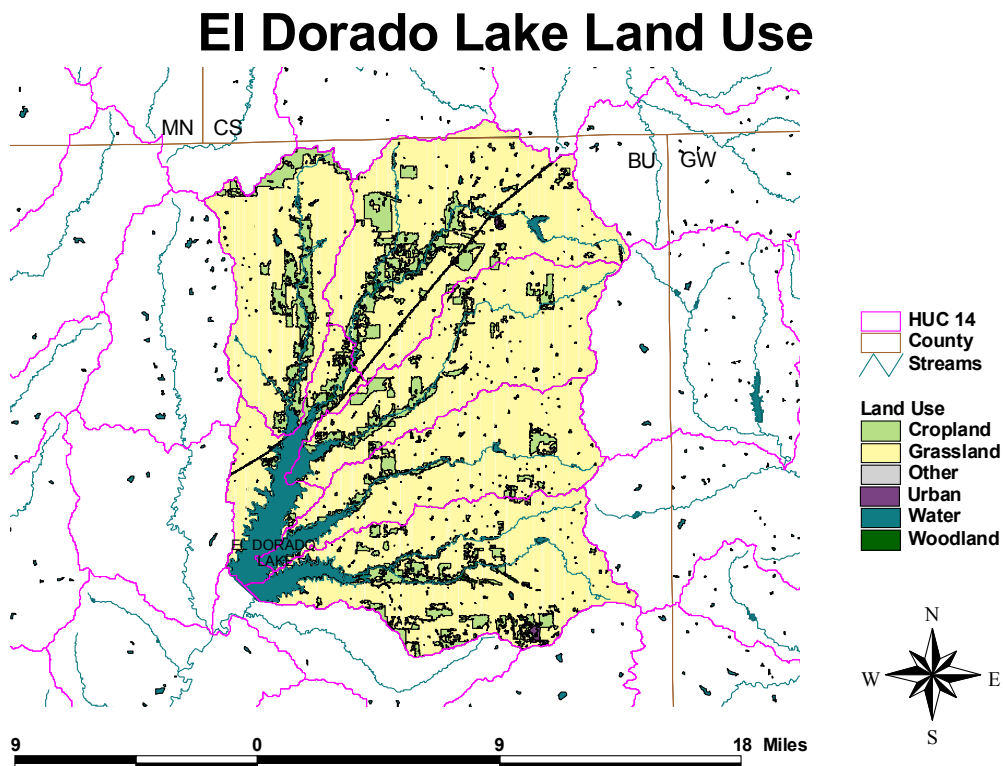 El Dorado Lake Land Use
MN CS
BU GW
EL DORADO
LAKE
HUC 14
County
Streams
Land Use
Cropland
Grassland
Other
Urban
Water
Woodland
N
W E
S
9 0 9 18 Miles